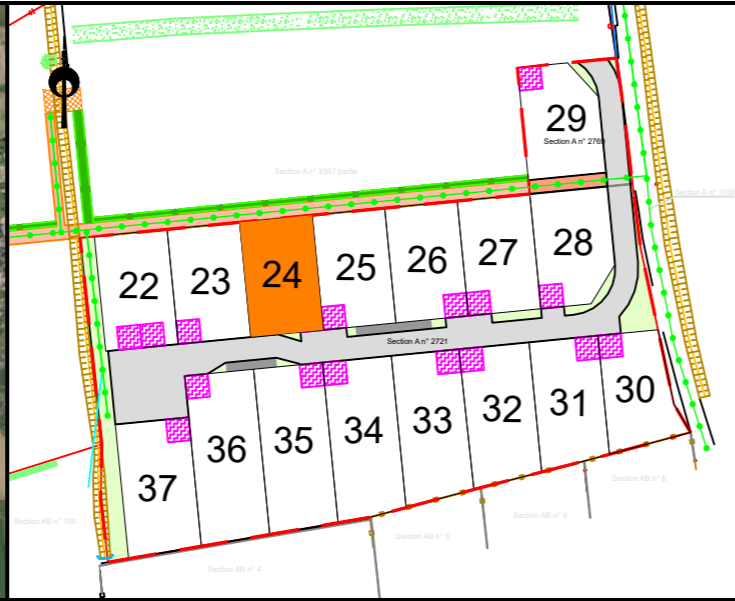 29
Section A n° 2769
Section A n° 2357 partie
Section A n° 1058
28
27
26
25
24
23
22
Section A n° 2721
30
31
32
33
34
35
36
37
Section AB n° 8
Section AB n° 6
Section AB n° 5
Section AB n° 100
Section AB n° 4